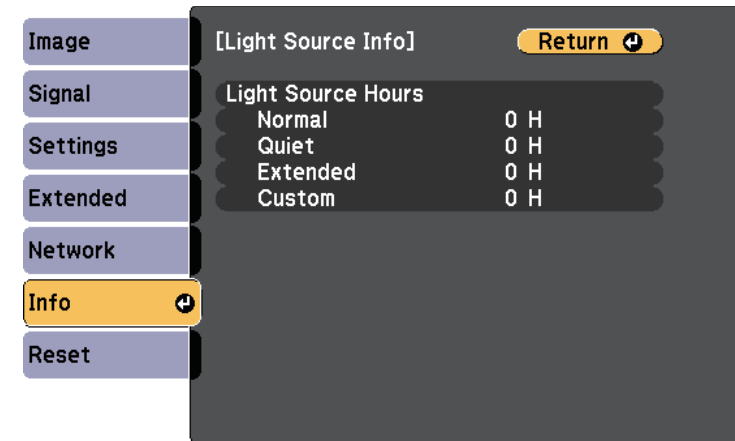 Image
Signal
Settings
Extended
Network
Info
Reset
[Light Source Info] Return
Light Source Hours
Normal 0 H
Quiet 0 H
Extended 0 H
Custom 0 H